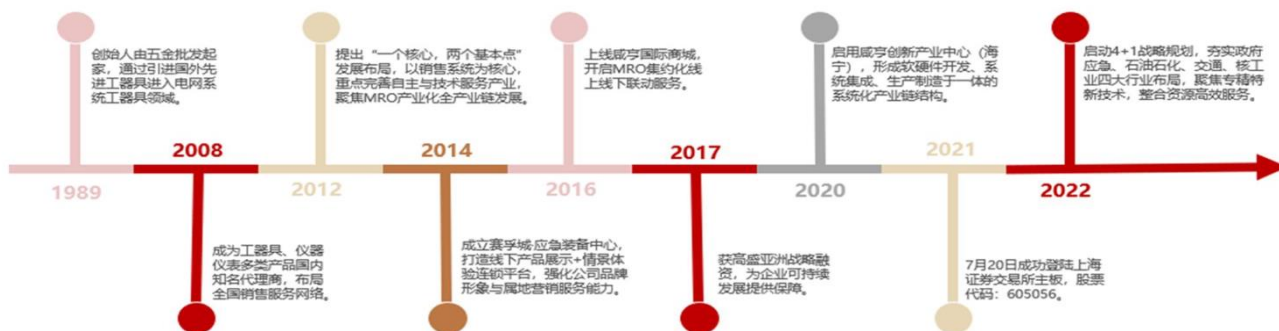 创始人由五金批发起
家，通过引进国外先
进工器具进入电网系
统工器具领域。
1989
2008
成为工器具、仪器
仪表多类产品国内
知名代理商，布局
全国销售服务网络。
提出“一个核心，两个基本点”
发展布局，以销售系统为核心，
重点完善自主与技术服务产业，
聚焦MRO产业化全产业链发展。
2012
2014
成立赛孚城·应急装备中心，
打造线下产品展示+情景体
验连锁平台，强化公司品牌
形象与属地营销服务能力。
上线咸亨国际商城，
开启MRO集约化线
上线下联动服务。
2016
2017
获高盛亚洲战略融
资，为企业可持续
发展提供保障。
启用咸亨创新产业中心（海
宁），形成软硬件开发、系
统集成、生产制造于一体的
系统化产业链结构。
2020
2021
7月20日成功登陆上海
证券交易所主板，股票
代码：605056。
启动4+1战略规划，夯实政府
应急、石油石化、交通、核工
业四大行业布局，聚焦专精特
新技术，整合资源高效服务。
2022